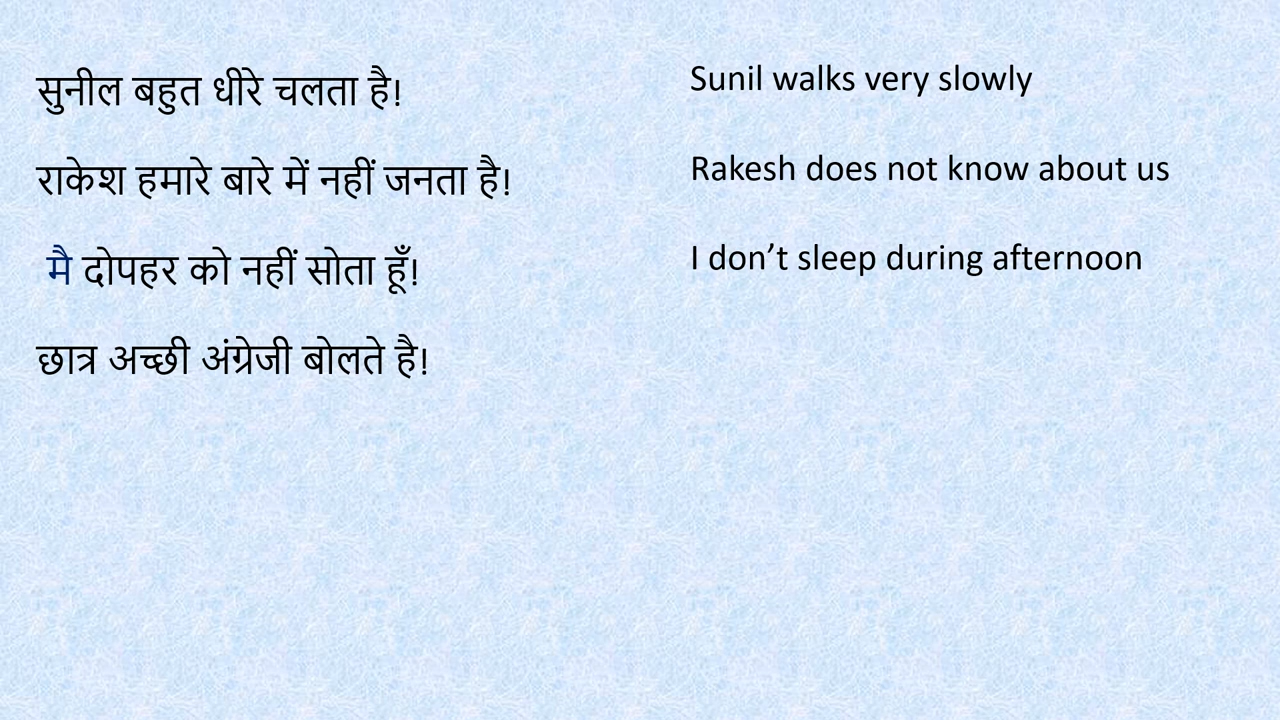 सुनील बहुत धीरे चलता है!
Sunil walks very slowly
राकेश हमारे बारे में नहीं जनता है!
Rakesh does not know about us
मै दोपहर को नहीं सोता हूँ!
I don’t sleep during afternoon
छात्र अच्छी अंग्रेजी बोलते है!